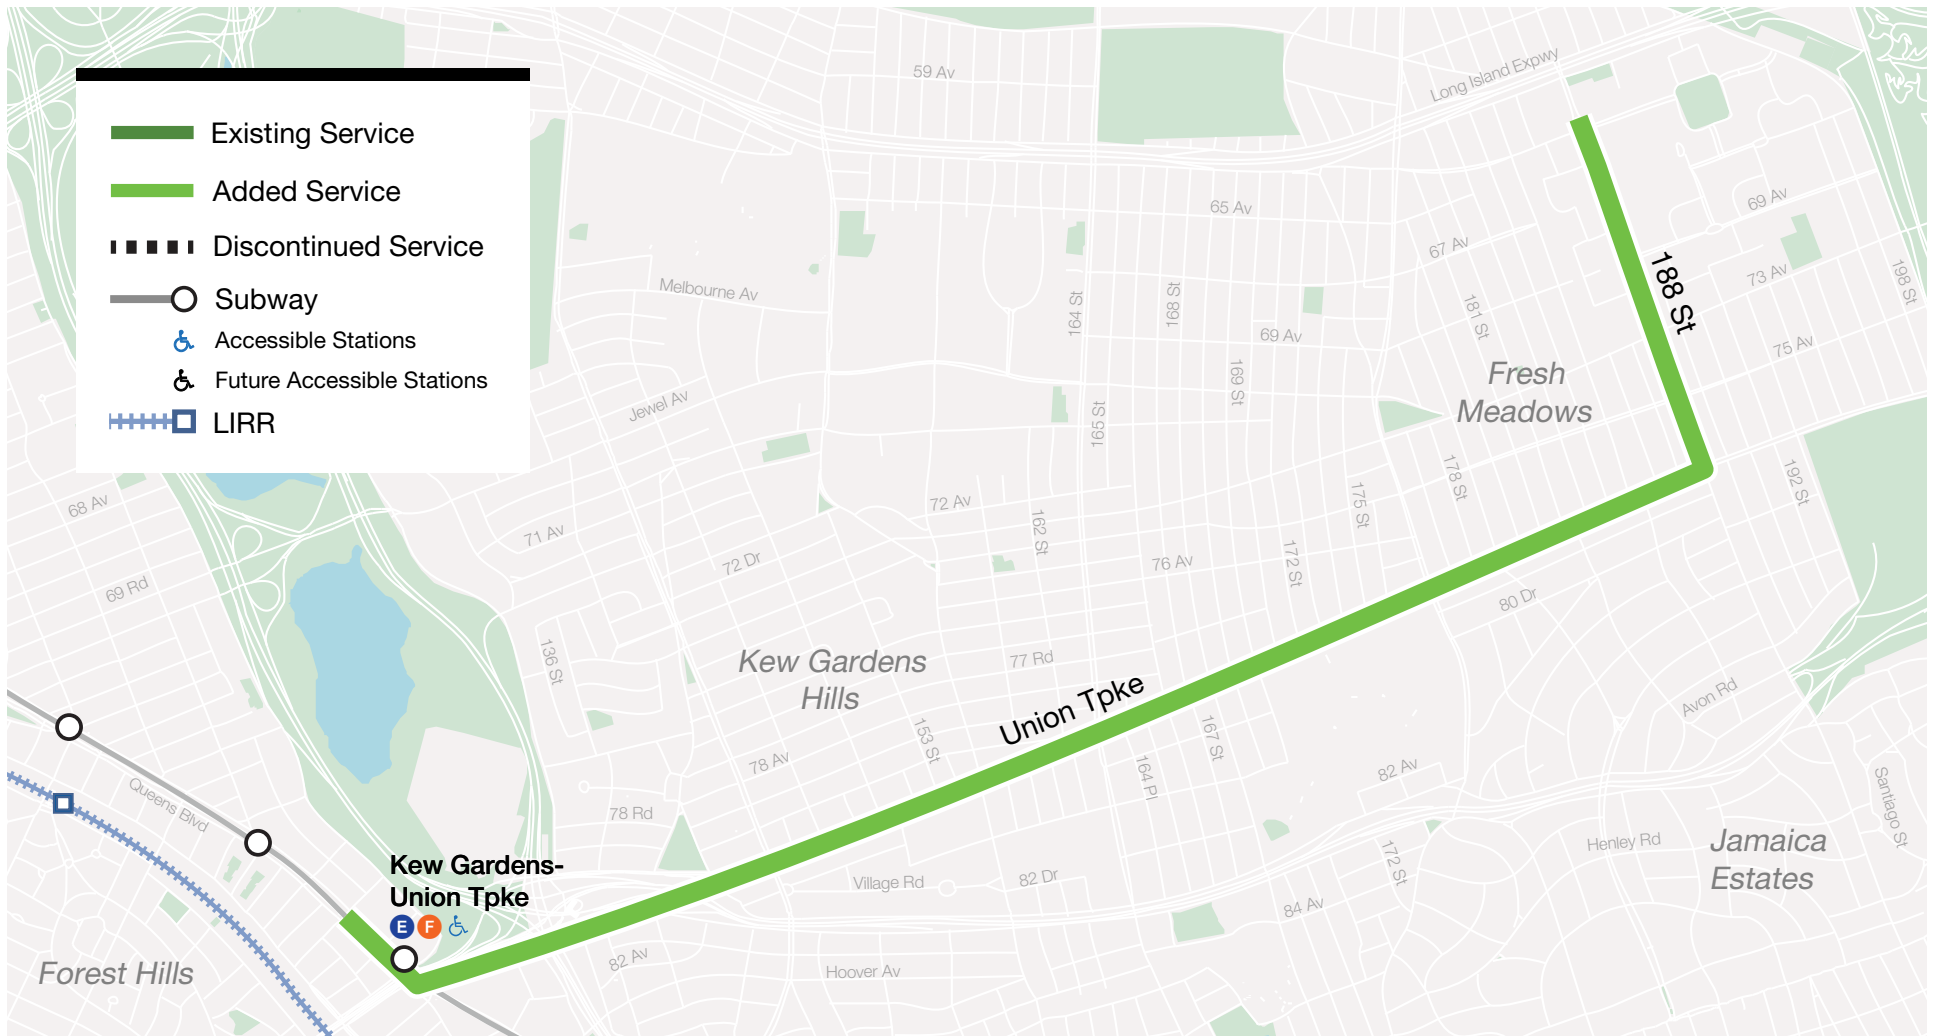 Existing Service
Added Service
Discontinued Service
Subway
Accessible Stations
Future Accessible Stations
LIRR
59 Av
Long Island Expwy
65 Av
67 Av
69 Av
73 Av
198 St
188 St
Melbourne Av
164 St
168 St
181 St
69 Av
75 Av
Fresh
Meadows
169 St
Jewel Av
165 St
178 St
192 St
175 St
68 Av
72 Av
162 St
71 Av
72 Dr
76 Av
172 St
69 Rd
80 Dr
136 St
Kew Gardens
Hills
77 Rd
Union Tpke
Avon Rd
153 St
167 St
78 Av
164 Pl
82 Av
Queens Blvd
78 Rd
Santiago St
Henley Rd
Jamaica
Estates
172 St
Kew Gardens-
Union Tpke
E F
Village Rd
82 Dr
84 Av
82 Av
Hoover Av
Forest Hills